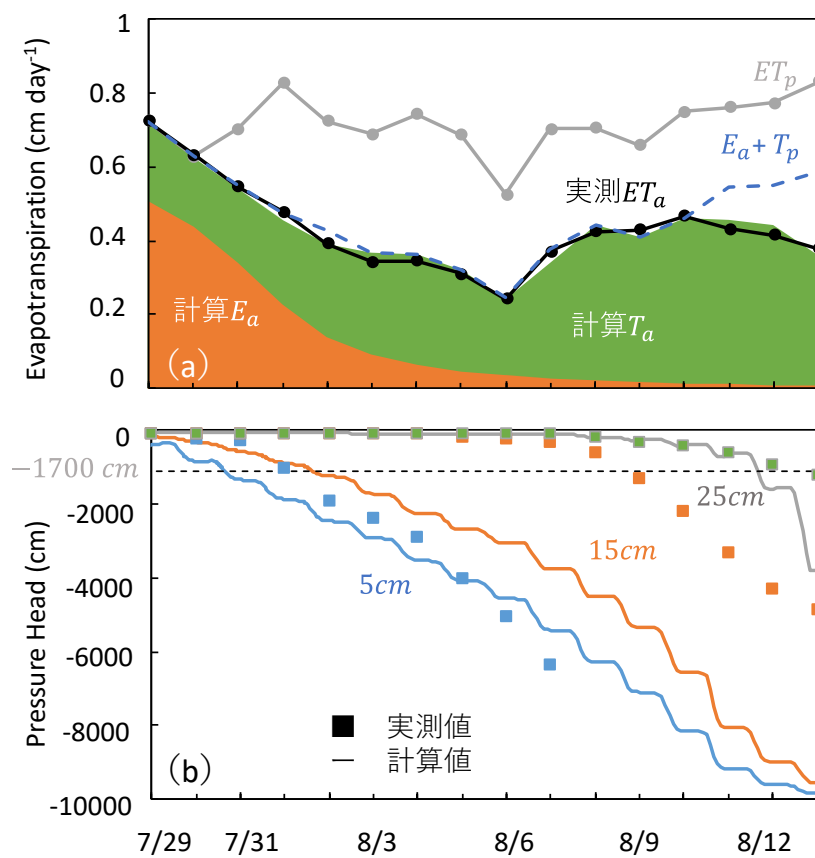 1
0.8
0.6
0.4
0.2
0
Evapotranspiration (cm day⁻¹)
ETₚ
Eₐ + Tₚ
実測ETₐ
計算Eₐ
計算Tₐ
(a)
0
−1700 cm
-2000
-4000
-6000
-8000
-10000
Pressure Head (cm)
25cm
15cm
5cm
実測値
計算値
(b)
7/29 7/31 8/3 8/6 8/9 8/12